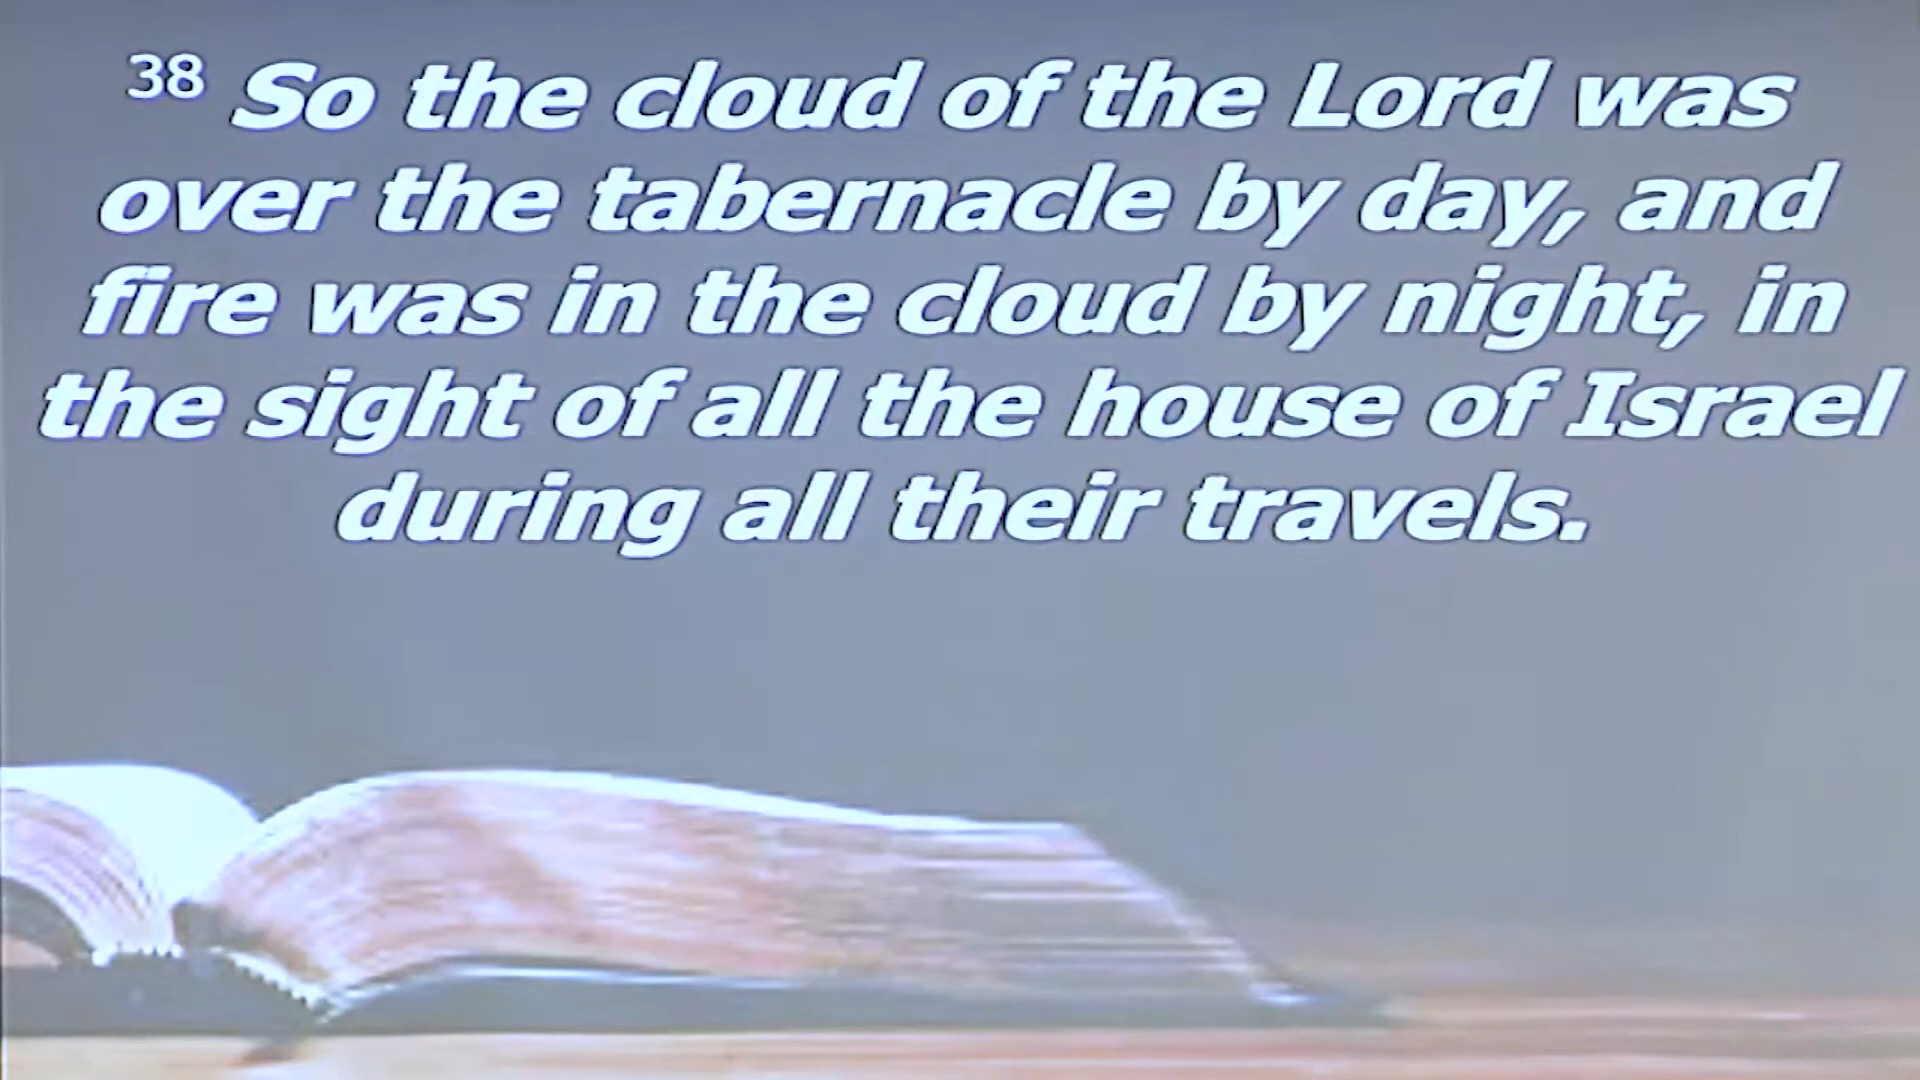 38 So the cloud of the Lord was
over the tabernacle by day, and
fire was in the cloud by night, in
the sight of all the house of Israel
during all their travels.